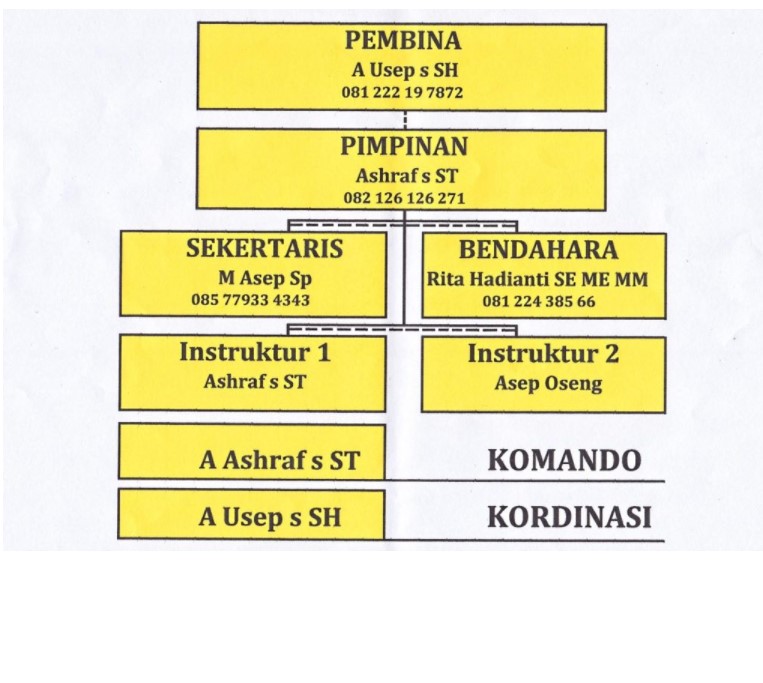 PEMBINA
A Usep s SH
081 222 19 7872
PIMPINAN
Ashraf s ST
082 126 126 271
SEKERTARIS
M Asep Sp
085 77933 4343
BENDAHARA
Rita Hadianti SE ME MM
081 224 385 66
Instruktur 1
Ashraf s ST
Instruktur 2
Asep Oseng
A Ashraf s ST
KOMANDO
A Usep s SH
KORDINASI